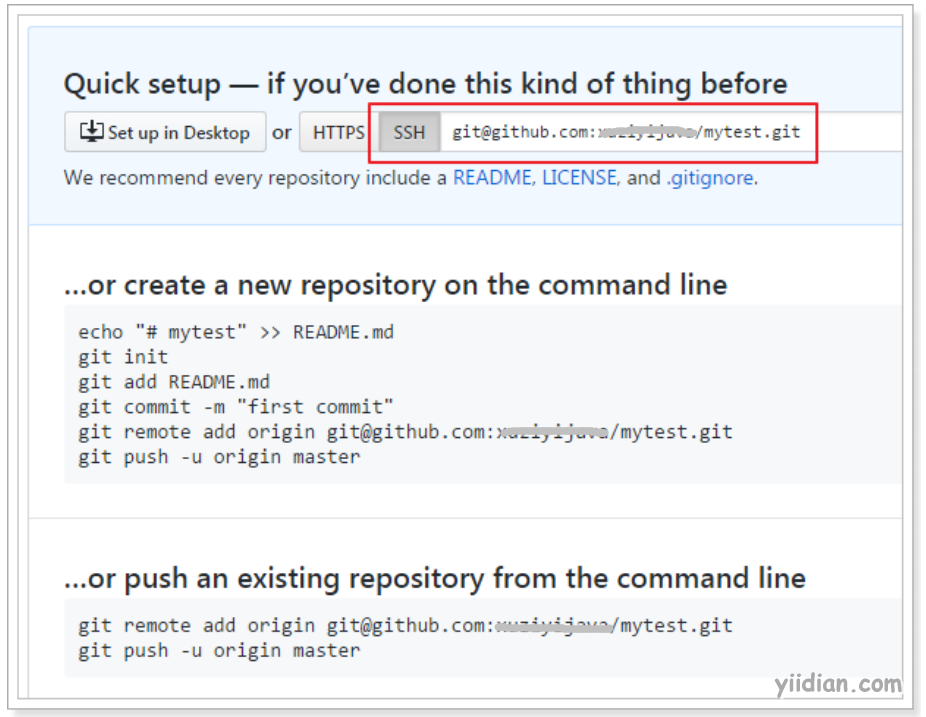 Quick setup — if you’ve done this kind of thing before
Set up in Desktop or HTTPS SSH git@github.com:/mytest.git
We recommend every repository include a README, LICENSE, and .gitignore.
…or create a new repository on the command line
echo "# mytest" >> README.md
git init
git add README.md
git commit -m "first commit"
git remote add origin git@github.com:/mytest.git
git push -u origin master
…or push an existing repository from the command line
git remote add origin git@github.com:/mytest.git
git push -u origin master
yiidian.com